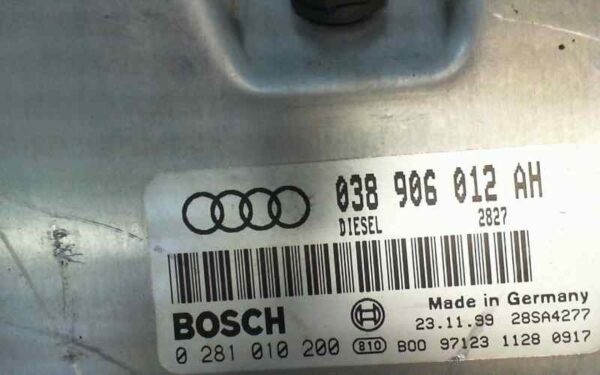 038 906 012 AH
DIESEL 2827
Made in Germany
BOSCH 23.11.99 28SA4277
0 281 010 200 810 B00 97123 1128 0917